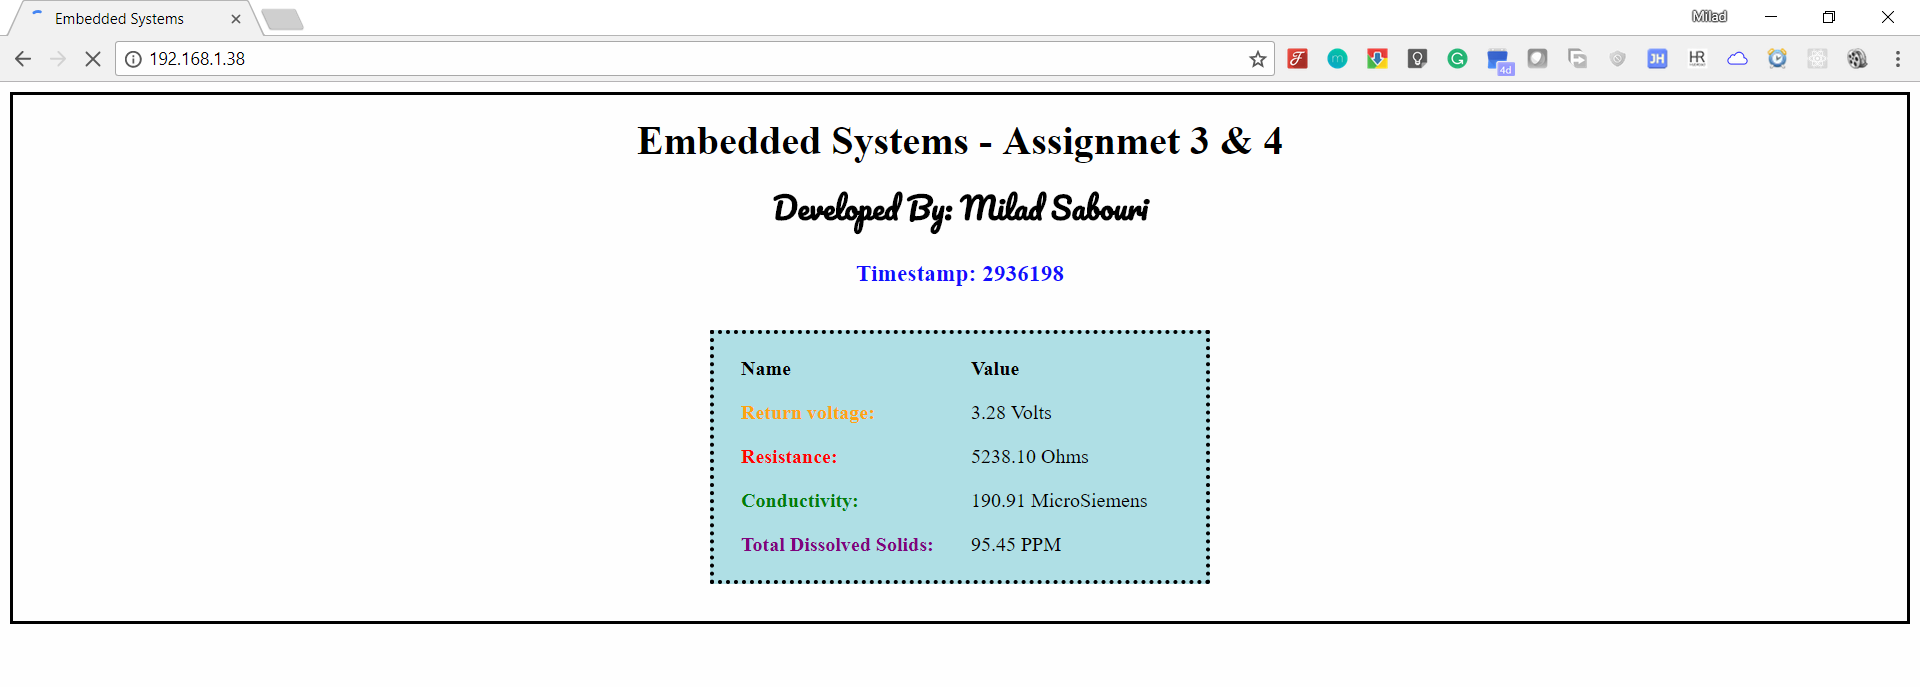 Embedded Systems
Milad
192.168.1.38
4d
JH
HR
Embedded Systems - Assignmet 3 & 4
Developed By: Milad Sabouri
Timestamp: 2936198
Name Value
Return voltage: 3.28 Volts
Resistance: 5238.10 Ohms
Conductivity: 190.91 MicroSiemens
Total Dissolved Solids: 95.45 PPM